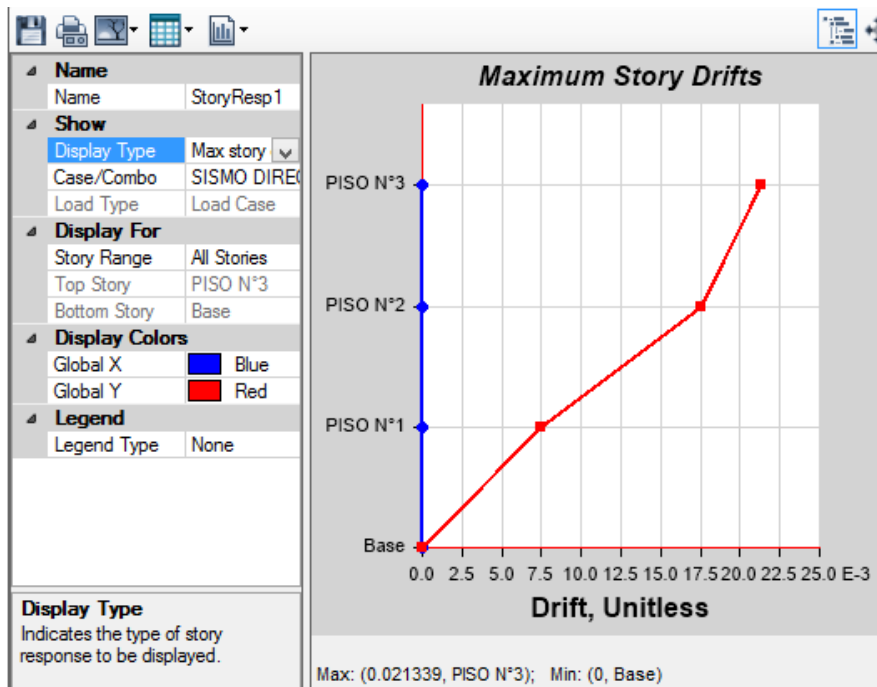 Name
Name StoryResp1
Show
Display Type Max story
Case/Combo SISMO DIREC
Load Type Load Case
Display For
Story Range All Stories
Top Story PISO N°3
Bottom Story Base
Display Colors
Global X Blue
Global Y Red
Legend
Legend Type None
Display Type
Indicates the type of story
response to be displayed.
Maximum Story Drifts
PISO N°3
PISO N°2
PISO N°1
Base
0.0 2.5 5.0 7.5 10.0 12.5 15.0 17.5 20.0 22.5 25.0 E-3
Drift, Unitless
Max: (0.021339, PISO N°3); Min: (0, Base)